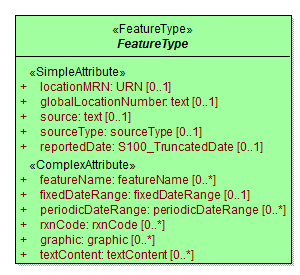 «FeatureType»
FeatureType
«SimpleAttribute»
+ locationMRN: URN [0..1]
+ globalLocationNumber: text [0..1]
+ source: text [0..1]
+ sourceType: sourceType [0..1]
+ reportedDate: S100_TruncatedDate [0..1]
«ComplexAttribute»
+ featureName: featureName [0..*]
+ fixedDateRange: fixedDateRange [0..1]
+ periodicDateRange: periodicDateRange [0..*]
+ rxnCode: rxnCode [0..*]
+ graphic: graphic [0..*]
+ textContent: textContent [0..*]